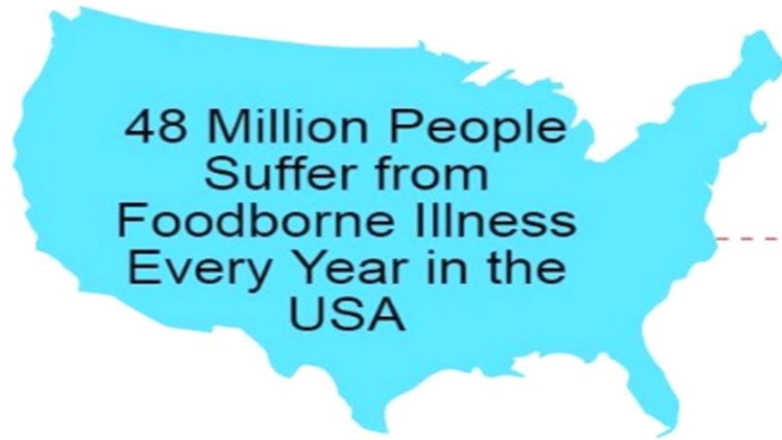 48 Million People
Suffer from
Foodborne Illness
Every Year in the
USA